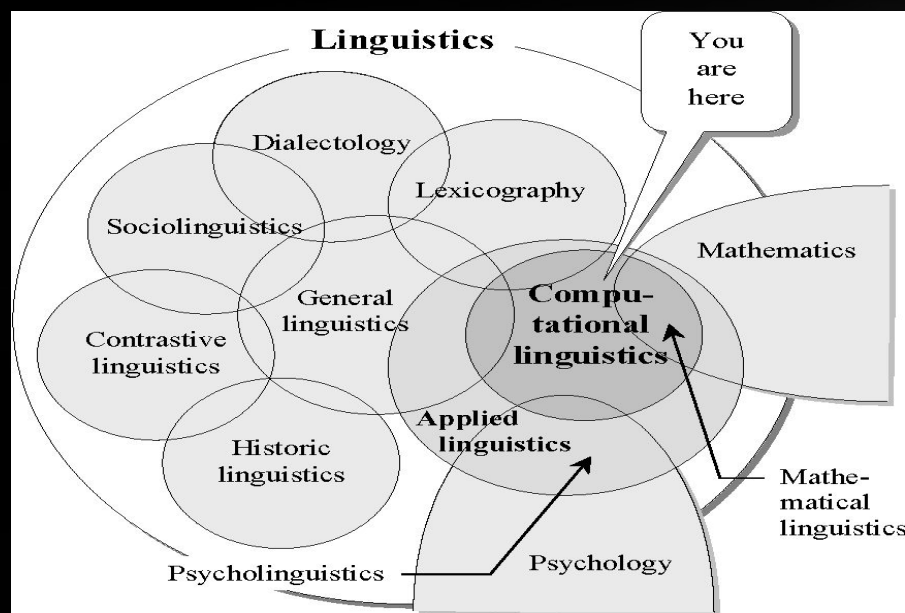 Linguistics
You
are
here
Dialectology
Lexicography
Sociolinguistics
Mathematics
General
linguistics
Compu-
tational
linguistics
Contrastive
linguistics
Applied
linguistics
Historic
linguistics
Mathe-
matical
linguistics
Psycholinguistics
Psychology